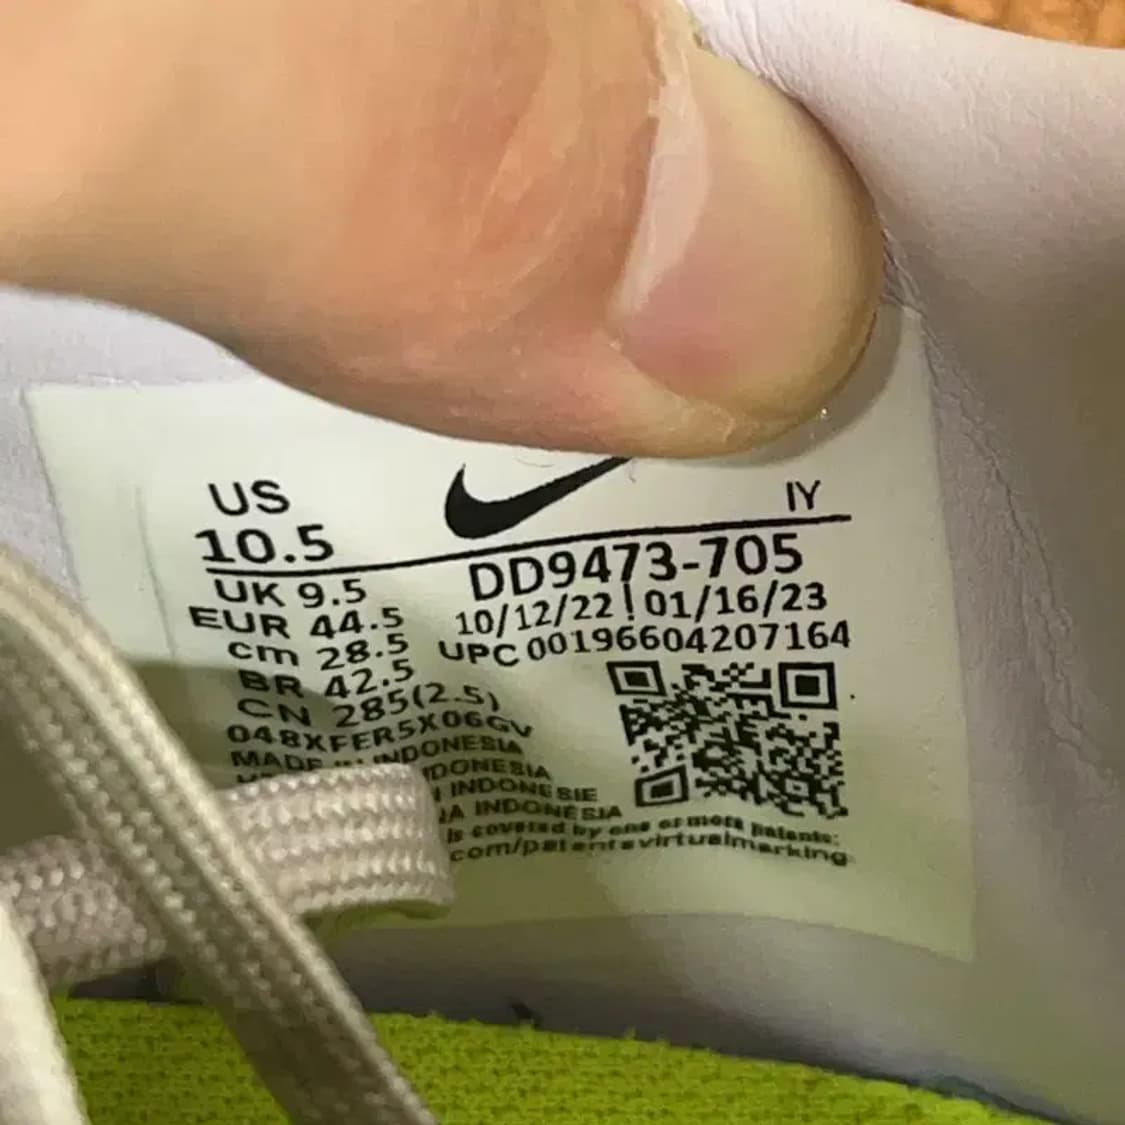 US
IY
10.5
DD9473-705
UK 9.5
10/12/22 | 01/16/23
EUR 44.5
UPC 00196604207164
cm 28.5
BR 42.5
CN 285(2.5)
048XFER5X06GV
MADE INDONESIA
INDONESIE
INDONÉSIA
is covered by one or more patents:
com/patentsvirtualmarking